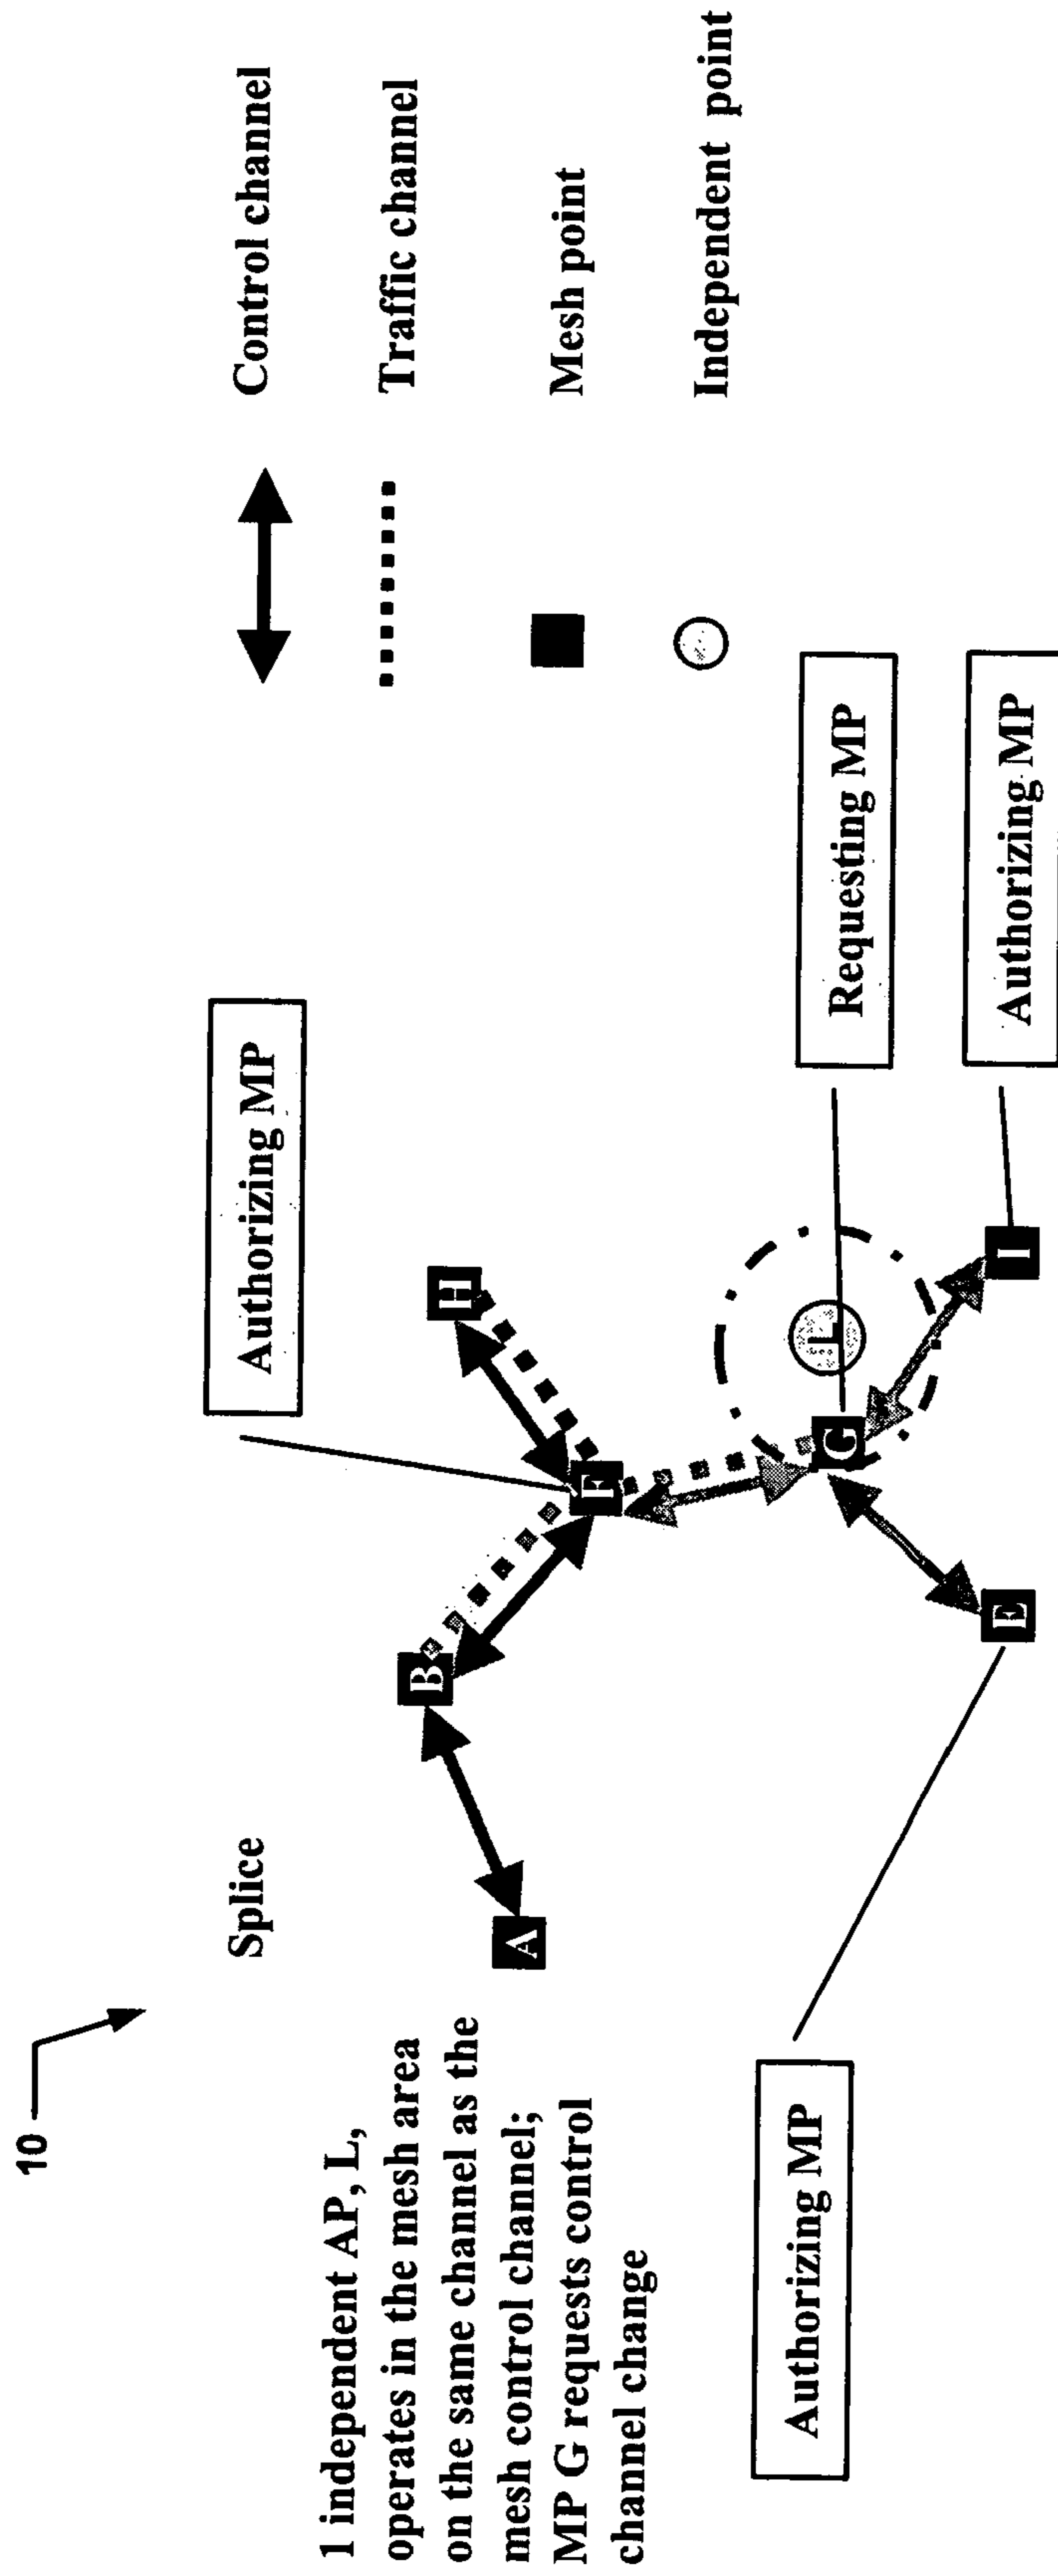 10
Splice
1 independent AP, L,
operates in the mesh area
on the same channel as the
mesh control channel;
MP G requests control
channel change
Authorizing MP
Control channel
Traffic channel
Mesh point
Independent point
B
H
A
F
L
G
Requesting MP
Authorizing MP
E
I
Authorizing MP